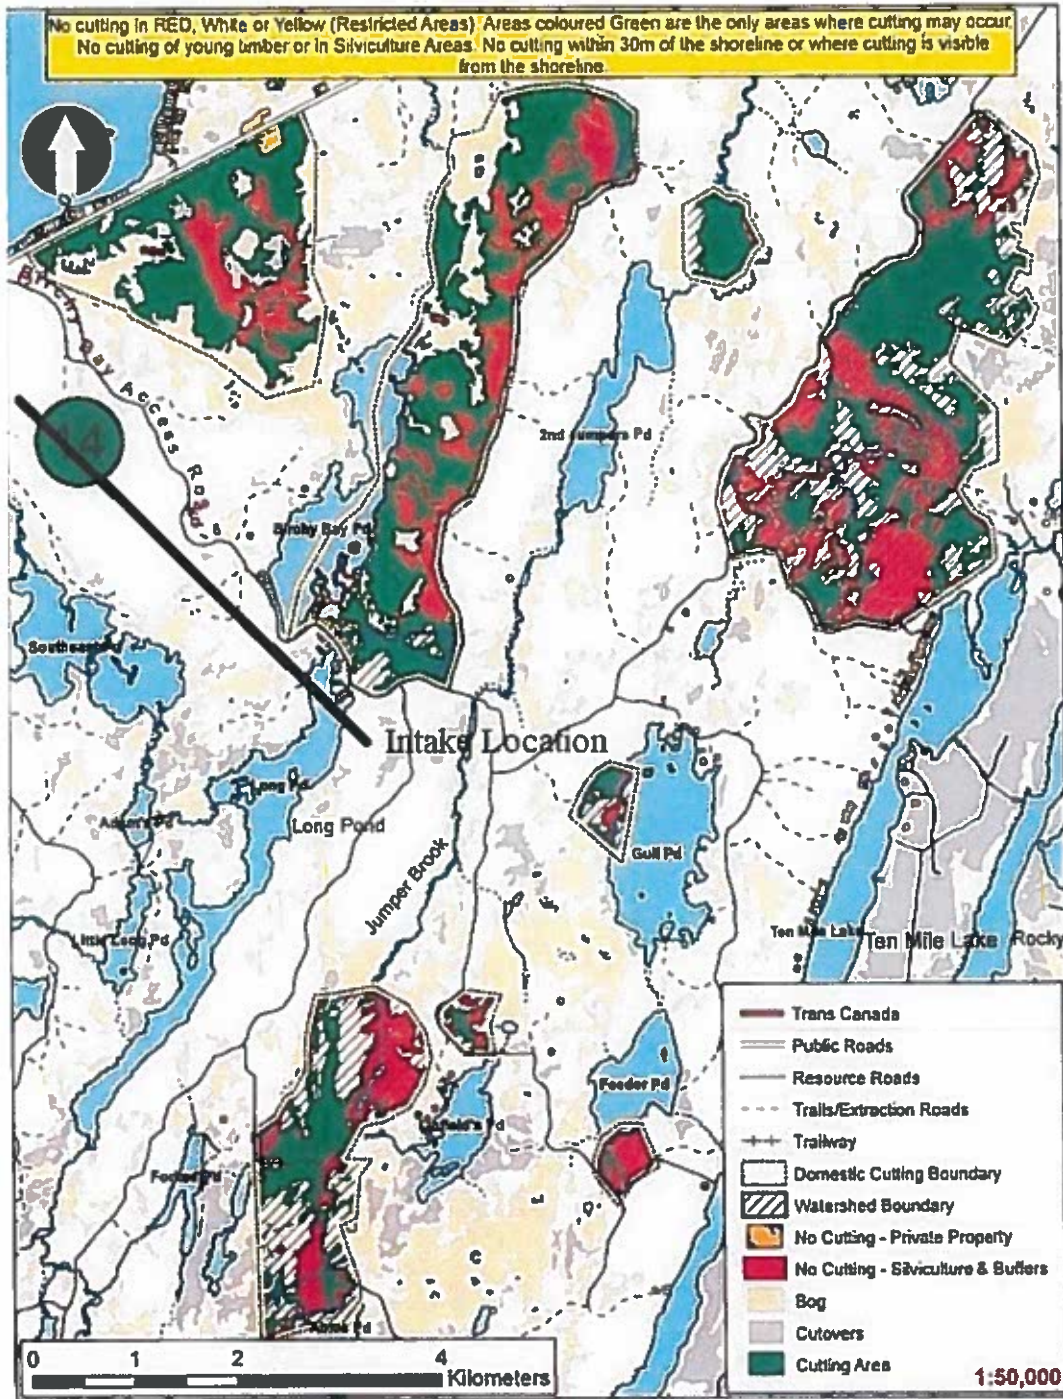 No cutting in RED, White or Yellow (Restricted Areas) Areas coloured Green are the only areas where cutting may occur
No cutting of young timber or in Silviculture Areas. No cutting within 30m of the shoreline or where cutting is visible
from the shoreline
Bay Access Road
2nd Jumpers Pd
Birchy Bay Pd
Intake Location
Long Pd
Long Pond
Gull Pd
Jumper Brook
Little Long Pd
Ten Mile Lake
Ten Mile Lake
Rocky
Feeder Pd
0 1 2 4
Kilometers
Trans Canada
Public Roads
Resource Roads
Trails/Extraction Roads
Trailway
Domestic Cutting Boundary
Watershed Boundary
No Cutting - Private Property
No Cutting - Silviculture & Buffers
Bog
Cutovers
Cutting Area
1:50,000